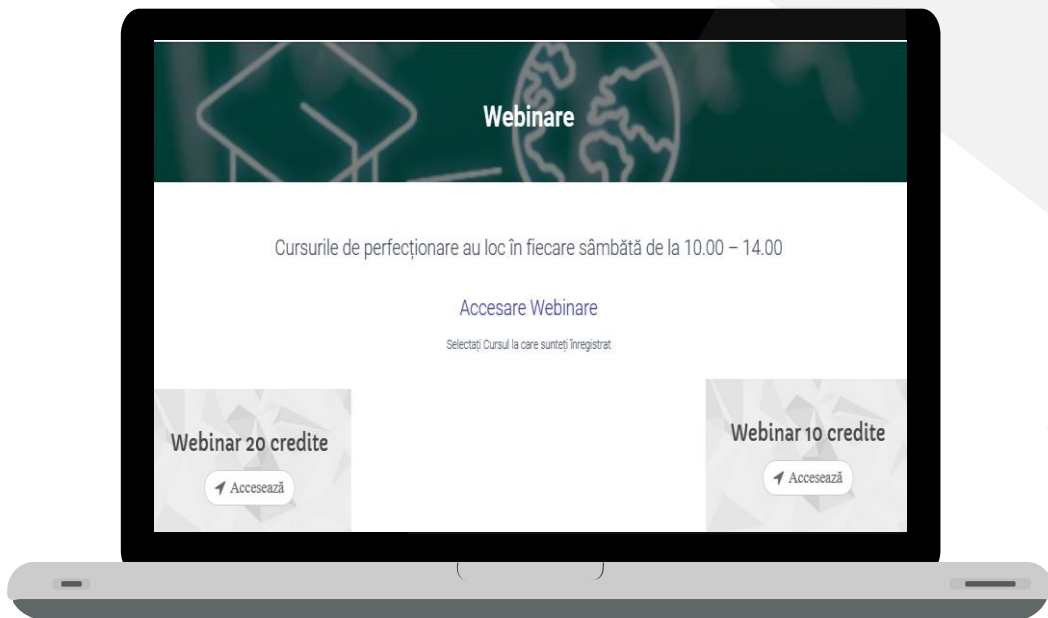 Webinare
Cursurile de perfecționare au loc în fiecare sâmbătă de la 10.00 – 14.00
Accesare Webinare
Selectați Cursul la care sunteți înregistrat
Webinar 20 credite
Accesează
Webinar 10 credite
Accesează